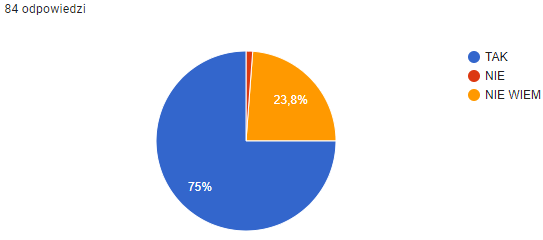 84 odpowiedzi
TAK
NIE
NIE WIEM
23,8%
75%